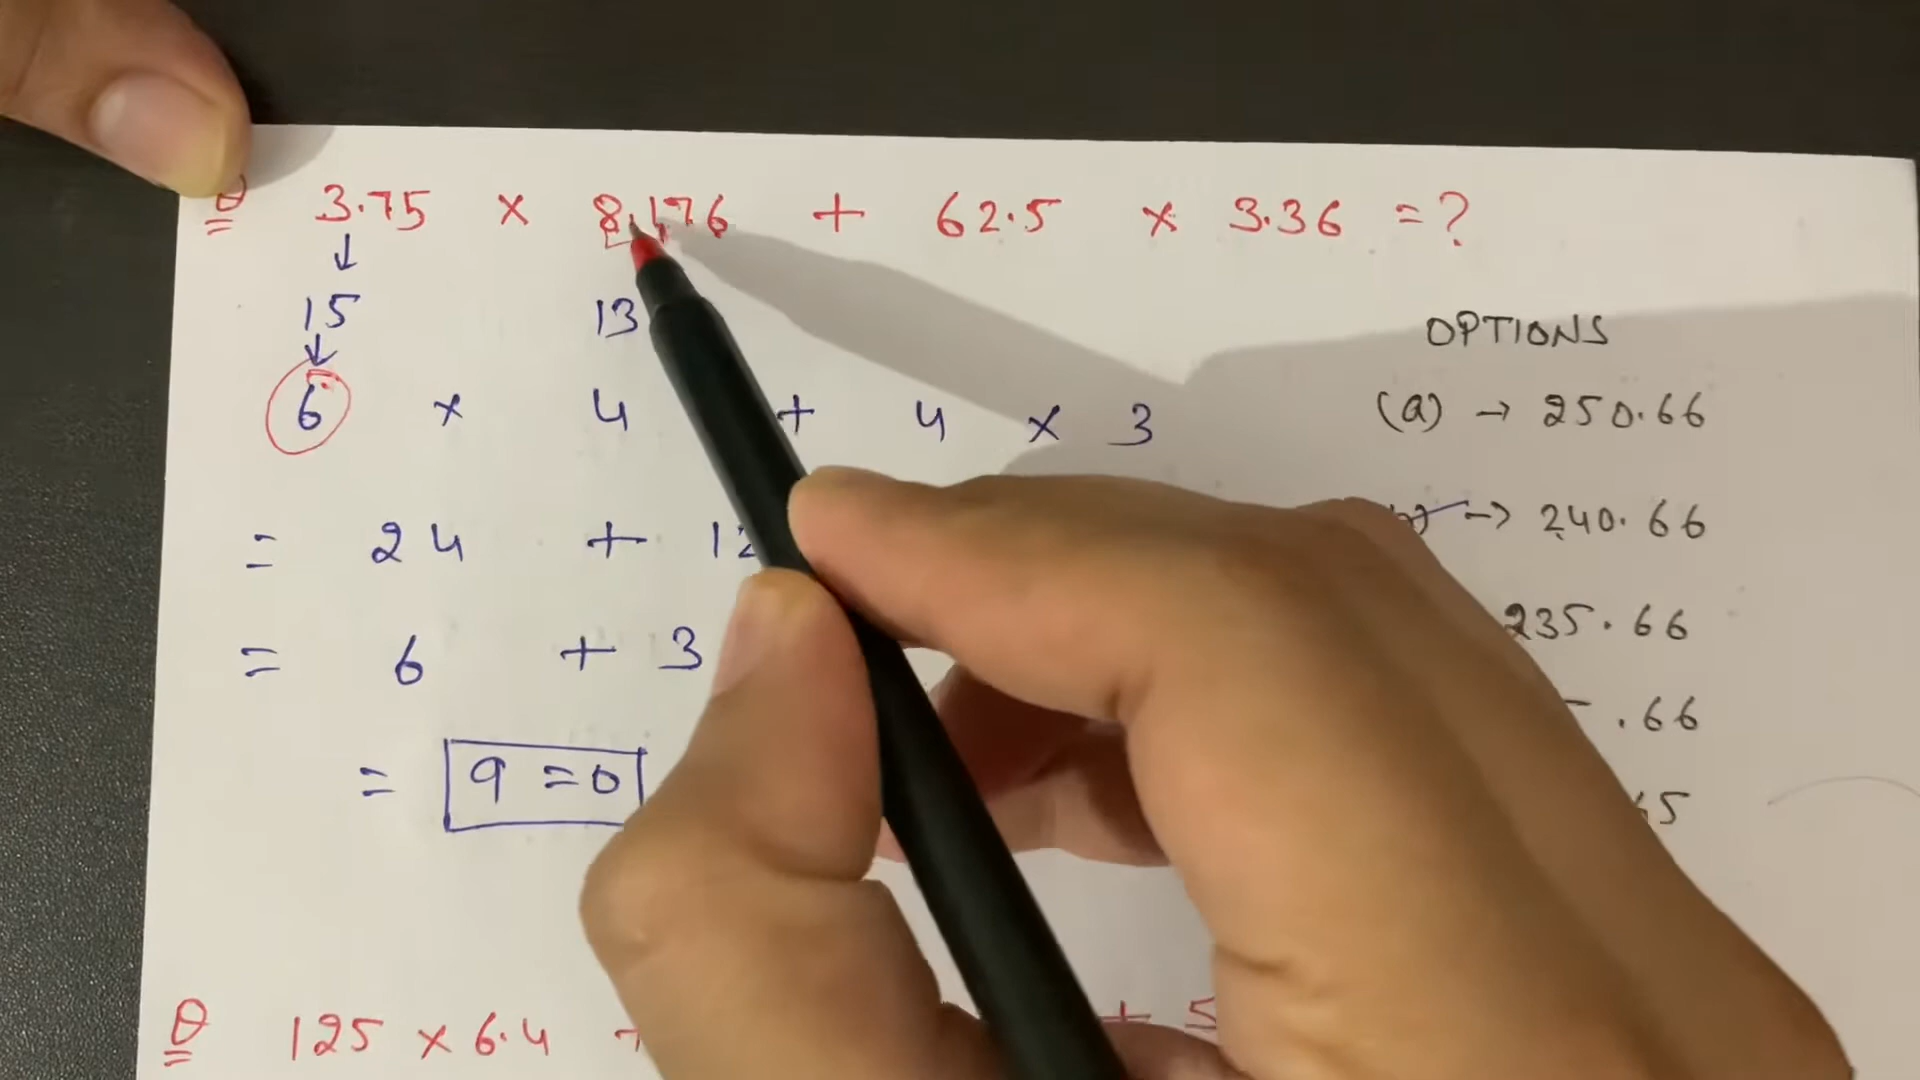 Q 3.75 × 8.176 + 62.5 × 3.36 = ?
↓
15 13
↓
6 × 4 + 4 × 3
= 24 + 12
= 6 + 3
= 9 = 0
OPTIONS
(a) → 250.66
→ 240.66
235.66
.66
Q 125 × 6.4 + 5